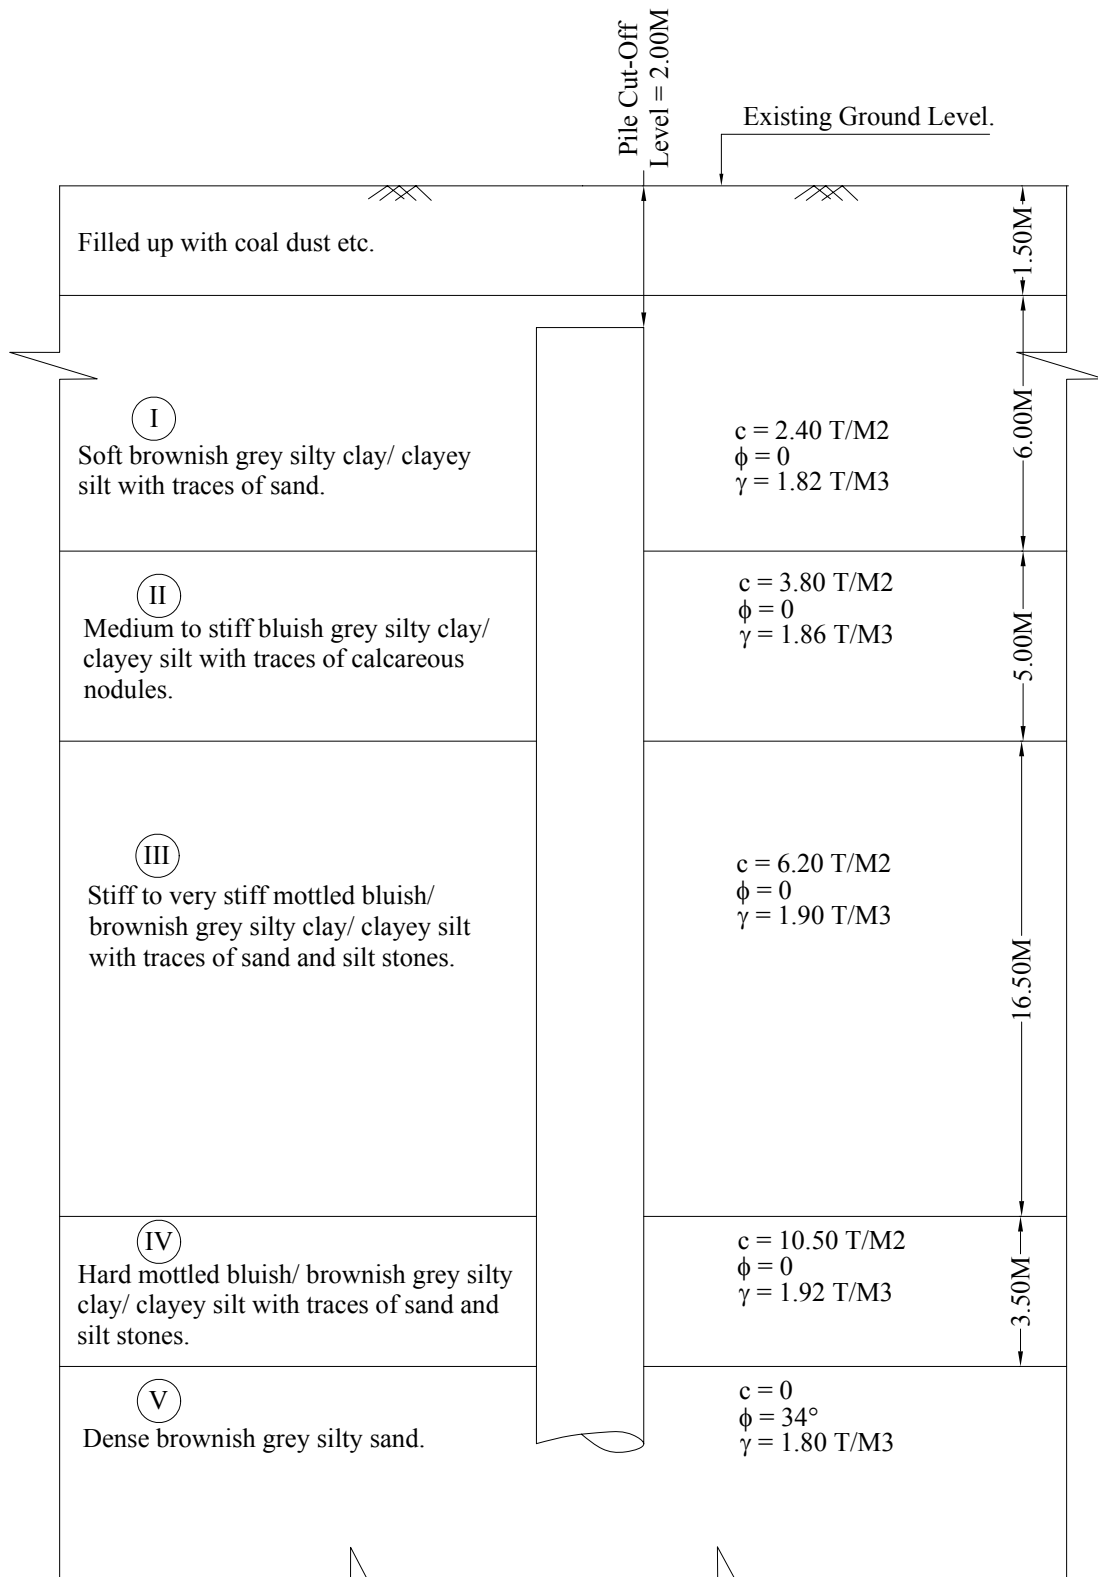 Pile Cut-Off
Level = 2.00M
Existing Ground Level.
Filled up with coal dust etc.
1.50M
I
Soft brownish grey silty clay/ clayey
silt with traces of sand.
c = 2.40 T/M2
ϕ = 0
γ = 1.82 T/M3
6.00M
II
Medium to stiff bluish grey silty clay/
clayey silt with traces of calcareous
nodules.
c = 3.80 T/M2
ϕ = 0
γ = 1.86 T/M3
5.00M
III
Stiff to very stiff mottled bluish/
brownish grey silty clay/ clayey silt
with traces of sand and silt stones.
c = 6.20 T/M2
ϕ = 0
γ = 1.90 T/M3
16.50M
IV
Hard mottled bluish/ brownish grey silty
clay/ clayey silt with traces of sand and
silt stones.
c = 10.50 T/M2
ϕ = 0
γ = 1.92 T/M3
3.50M
V
Dense brownish grey silty sand.
c = 0
ϕ = 34°
γ = 1.80 T/M3